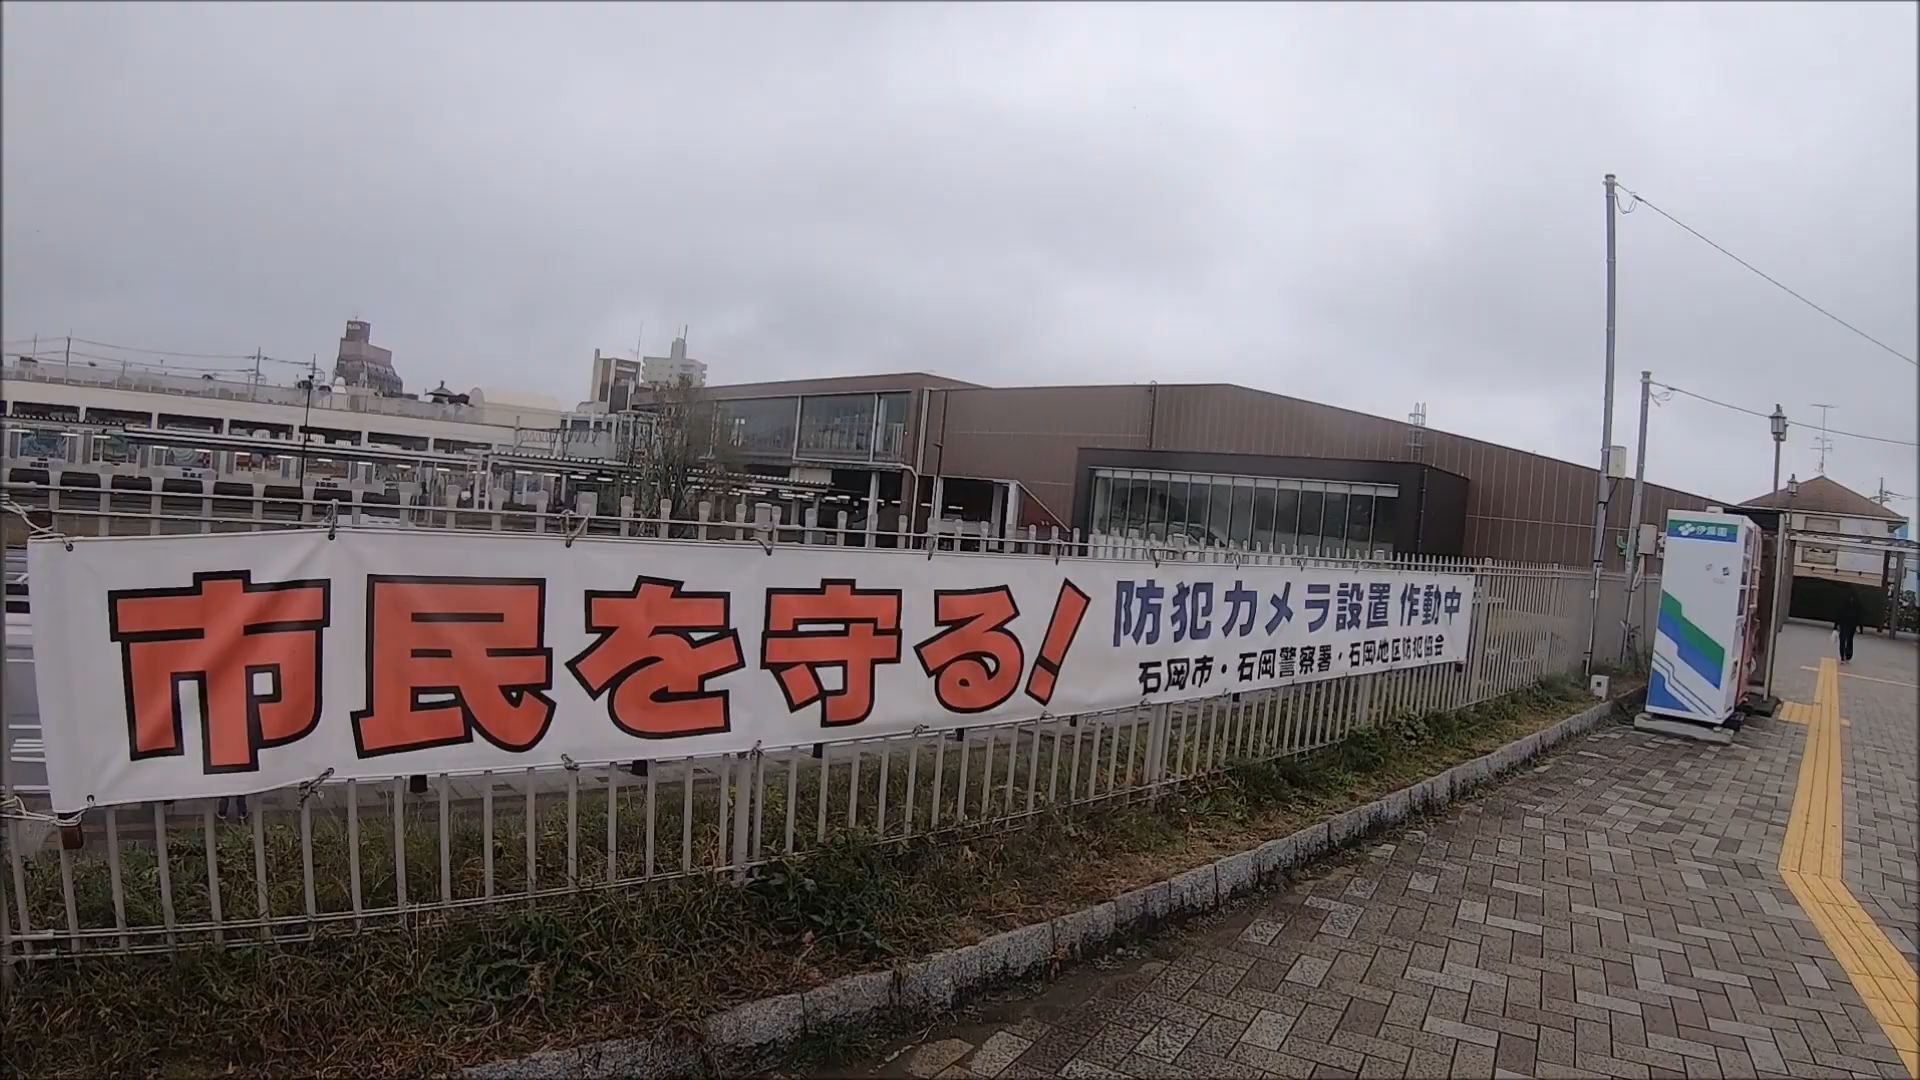 市民を守る!
防犯カメラ設置 作動中
石岡市・石岡警察署・石岡地区防犯協会
伊藤園